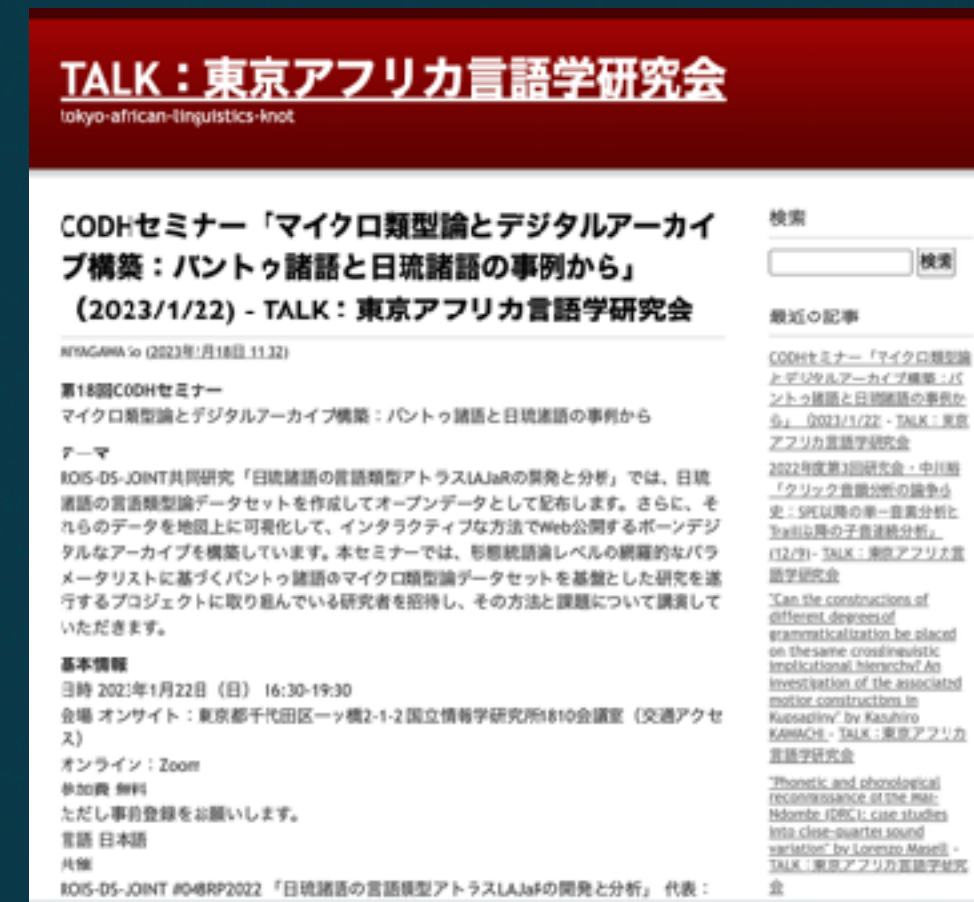 TALK：東京アフリカ言語学研究会
tokyo-african-linguistics-knot
CODHセミナー「マイクロ類型論とデジタルアーカイ
ブ構築：バントゥ諸語と日琉諸語の事例から」
（2023/1/22) - TALK：東京アフリカ言語学研究会
MIYAGAWA So (2023年1月18日 11:32)
第18回CODHセミナー
マイクロ類型論とデジタルアーカイブ構築：バントゥ諸語と日琉諸語の事例から
テーマ
ROIS-DS-JOINT共同研究「日琉諸語の言語類型アトラスLAJaRの開発と分析」では、日琉
諸語の言語類型論データセットを作成してオープンデータとして配布します。さらに、そ
れらのデータを地図上に可視化して、インタラクティブな方法でWeb公開するボーンデジ
タルなアーカイブを構築しています。本セミナーでは、形態統語論レベルの網羅的なパラ
メータリストに基づくバントゥ諸語のマイクロ類型論データセットを基盤とした研究を遂
行するプロジェクトに取り組んでいる研究者を招待し、その方法と課題について講演して
いただきます。
基本情報
日時 2023年1月22日（日） 16:30-19:30
会場 オンサイト：東京都千代田区一ッ橋2-1-2 国立情報学研究所1810会議室（交通アクセ
ス）
オンライン：Zoom
参加費 無料
ただし事前登録をお願いします。
言語 日本語
共催
ROIS-DS-JOINT #048RP2022 「日琉諸語の言語類型アトラスLAJaRの開発と分析」 代表：
検索
検索
最近の記事
CODHセミナー「マイクロ類型論
とデジタルアーカイブ構築：バ
ントゥ諸語と日琉諸語の事例か
ら」（2023/1/22) - TALK：東京
アフリカ言語学研究会
2022年度第3回研究会・中川裕
「クリック音韻分析の論争小
史：SPE以降の単一音素分析と
Traill以降の子音連続分析」
(12/9) - TALK：東京アフリカ言
語学研究会
"Can the constructions of
different degrees of
grammaticalization be placed
on the same crosslinguistic
implicational hierarchy? An
investigation of the associated
motion constructions in
Kupsapiny" by Kazuhiro
KAWACHI - TALK：東京アフリカ
言語学研究会
"Phonetic and phonological
reconnaissance of the Mai-
Ndombe (DRC): case studies
into close-quarter sound
variation" by Lorenzo Maselli -
TALK：東京アフリカ言語学研究
会